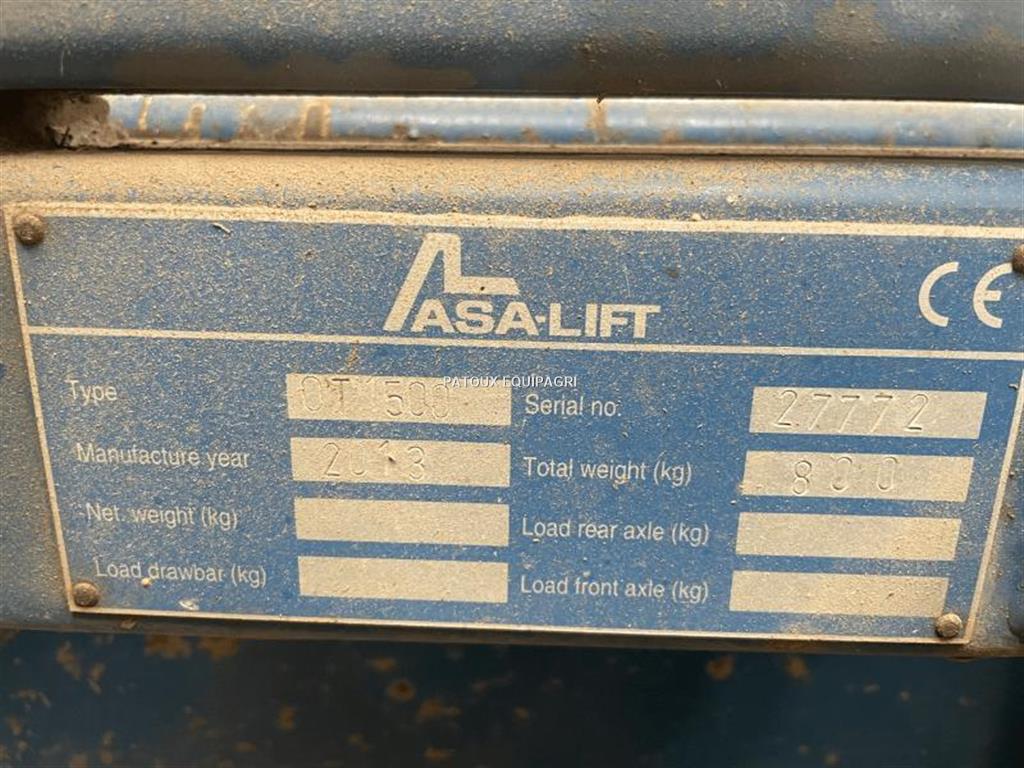 ASA-LIFT
CE
Type OT 1500 Serial no. 27772
PATOUX EQUIPAGRI
Manufacture year 2013 Total weight (kg) 800
Net. weight (kg) Load rear axle (kg)
Load drawbar (kg) Load front axle (kg)